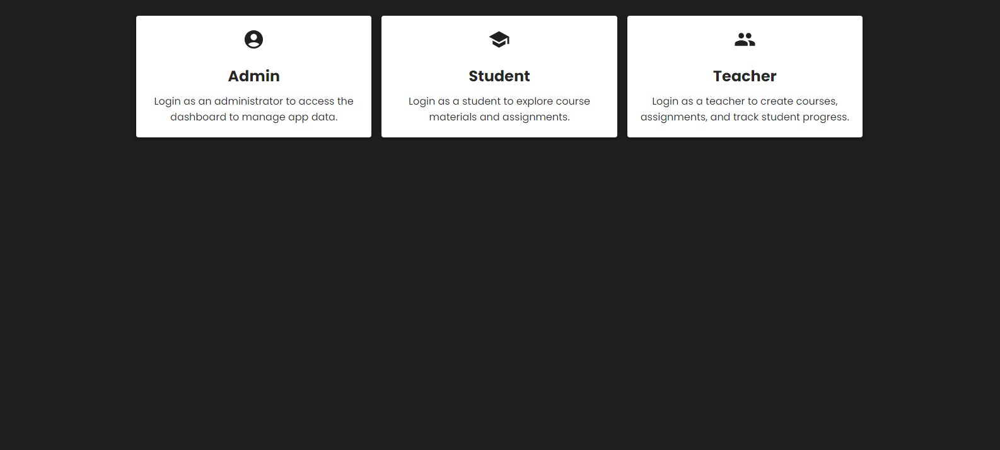 Admin
Login as an administrator to access the
dashboard to manage app data.
Student
Login as a student to explore course
materials and assignments.
Teacher
Login as a teacher to create courses,
assignments, and track student progress.